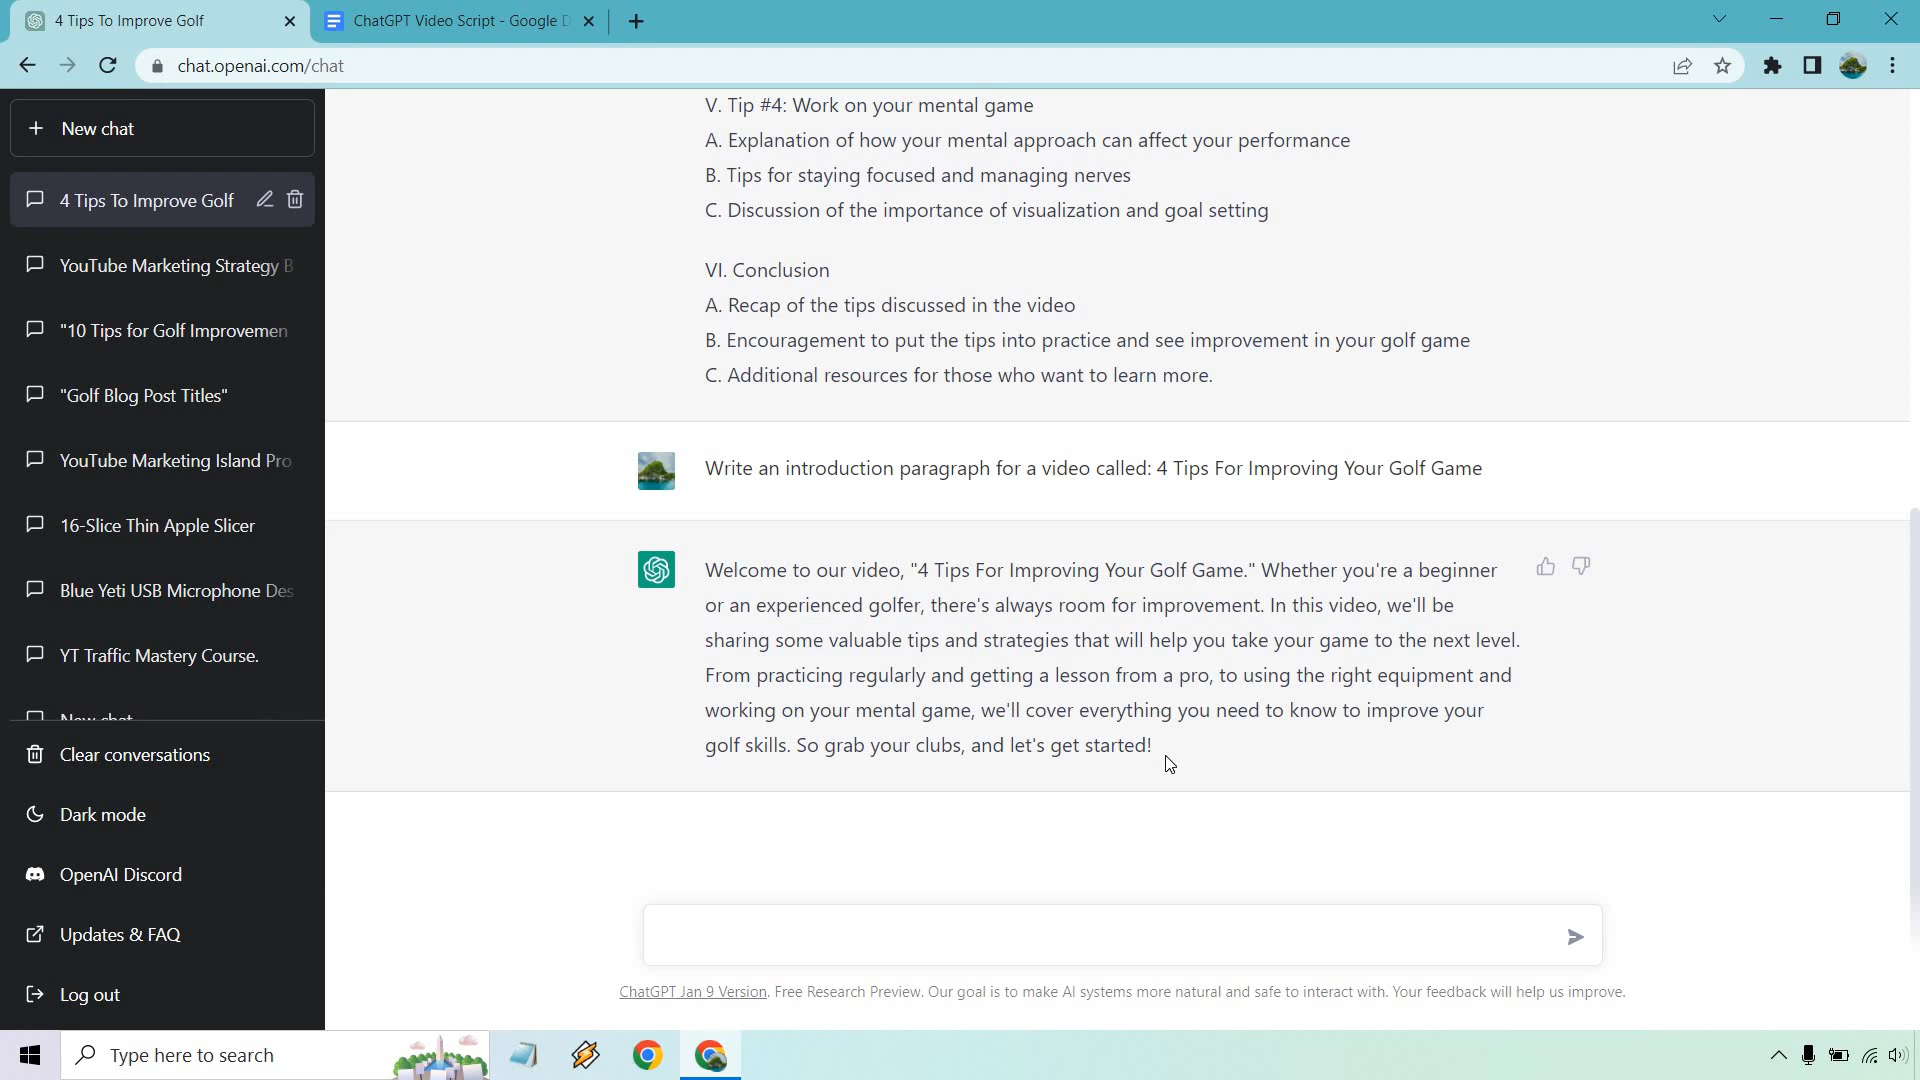 4 Tips To Improve Golf
ChatGPT Video Script - Google D
chat.openai.com/chat
New chat
4 Tips To Improve Golf
YouTube Marketing Strategy B
"10 Tips for Golf Improvemen
"Golf Blog Post Titles"
YouTube Marketing Island Pro
16-Slice Thin Apple Slicer
Blue Yeti USB Microphone Des
YT Traffic Mastery Course.
New chat
Clear conversations
Dark mode
OpenAI Discord
Updates & FAQ
Log out
V. Tip #4: Work on your mental game
A. Explanation of how your mental approach can affect your performance
B. Tips for staying focused and managing nerves
C. Discussion of the importance of visualization and goal setting
VI. Conclusion
A. Recap of the tips discussed in the video
B. Encouragement to put the tips into practice and see improvement in your golf game
C. Additional resources for those who want to learn more.
Write an introduction paragraph for a video called: 4 Tips For Improving Your Golf Game
Welcome to our video, "4 Tips For Improving Your Golf Game." Whether you're a beginner
or an experienced golfer, there's always room for improvement. In this video, we'll be
sharing some valuable tips and strategies that will help you take your game to the next level.
From practicing regularly and getting a lesson from a pro, to using the right equipment and
working on your mental game, we'll cover everything you need to know to improve your
golf skills. So grab your clubs, and let's get started!
ChatGPT Jan 9 Version. Free Research Preview. Our goal is to make AI systems more natural and safe to interact with. Your feedback will help us improve.
Type here to search